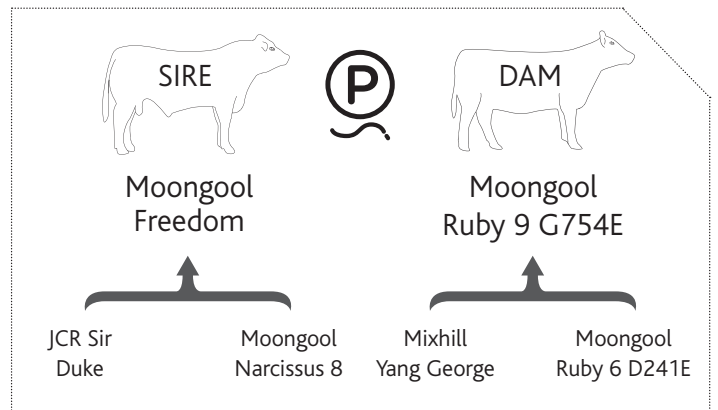 SIRE
P
DAM
Moongool
Freedom
Moongool
Ruby 9 G754E
JCR Sir
Duke
Moongool
Narcissus 8
Mixhill
Yang George
Moongool
Ruby 6 D241E